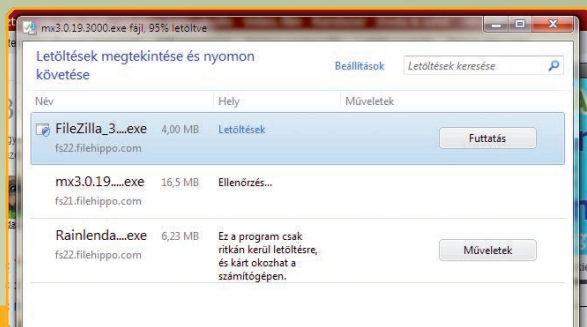 mx3.0.19.3000.exe fájl, 95% letöltve
Letöltések megtekintése és nyomon
követése
Beállítások
Letöltések keresése
Név Hely Műveletek
FileZilla_3....exe 4,00 MB Letöltések Futtatás
fs22.filehippo.com
mx3.0.19.....exe 16,5 MB Ellenőrzés...
fs21.filehippo.com
Rainlenda....exe 6,23 MB Ez a program csak
fs22.filehippo.com ritkán kerül letöltésre, Műveletek
és kárt okozhat a
számítógépen.